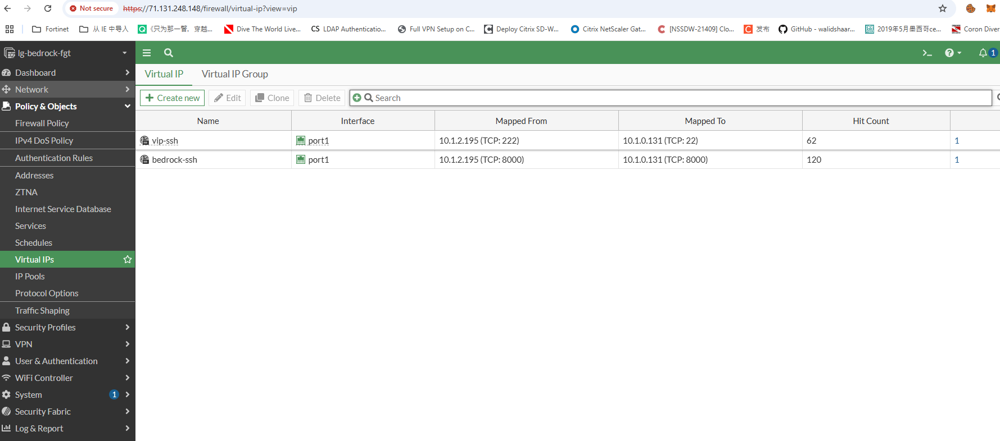 Not secure https://71.131.248.148/firewall/virtual-ip?view=vip
Fortinet 从 IE 中导入 《只为那一瞥，穿越... Dive The World Live... CS LDAP Authenticatio... Full VPN Setup on C... Deploy Citrix SD-W... Citrix NetScaler Gat... [NSSDW-21409] Clo... 发布 GitHub - walidshaar... 2019年5月墨西哥ce... Coron Diver
lg-bedrock-fgt
1
Dashboard
Network
Policy & Objects
Firewall Policy
IPv4 DoS Policy
Authentication Rules
Addresses
ZTNA
Internet Service Database
Services
Schedules
Virtual IPs
IP Pools
Protocol Options
Traffic Shaping
Security Profiles
VPN
User & Authentication
WiFi Controller
System 1
Security Fabric
Log & Report
Virtual IP Virtual IP Group
Create new Edit Clone Delete Search
Name Interface Mapped From Mapped To Hit Count
vip-ssh port1 10.1.2.195 (TCP: 222) 10.1.0.131 (TCP: 22) 62 1
bedrock-ssh port1 10.1.2.195 (TCP: 8000) 10.1.0.131 (TCP: 8000) 120 1